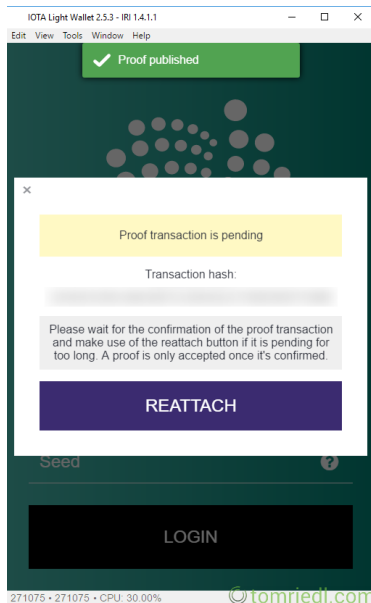 IOTA Light Wallet 2.5.3 - IRI 1.4.1.1
Edit View Tools Window Help
Proof published
Proof transaction is pending
Transaction hash:
Please wait for the confirmation of the proof transaction
and make use of the reattach button if it is pending for
too long. A proof is only accepted once it's confirmed.
REATTACH
Seed
LOGIN
271075 • 271075 • CPU: 30.00%
© tomriedl.com